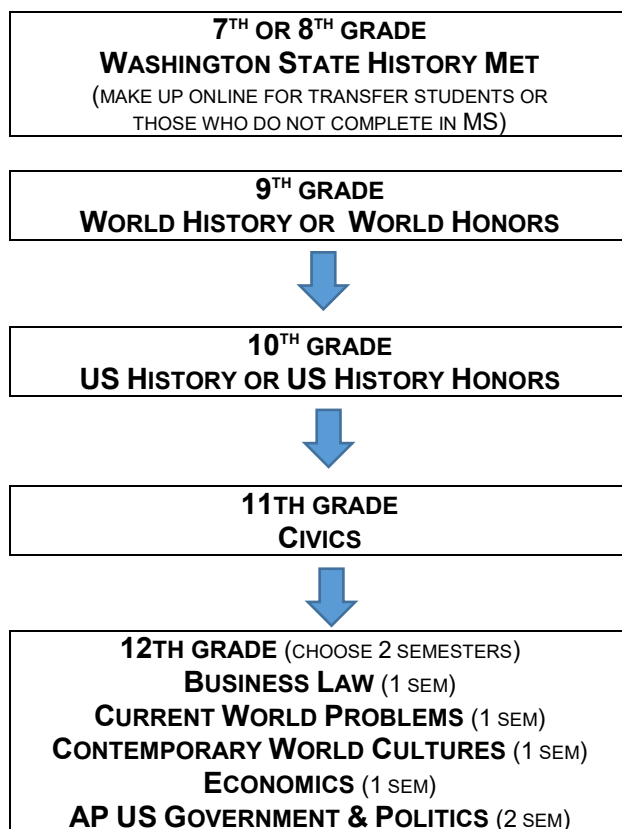 7TH OR 8TH GRADE
WASHINGTON STATE HISTORY MET
(MAKE UP ONLINE FOR TRANSFER STUDENTS OR
THOSE WHO DO NOT COMPLETE IN MS)
9TH GRADE
WORLD HISTORY OR WORLD HONORS
10TH GRADE
US HISTORY OR US HISTORY HONORS
11TH GRADE
CIVICS
12TH GRADE (CHOOSE 2 SEMESTERS)
BUSINESS LAW (1 SEM)
CURRENT WORLD PROBLEMS (1 SEM)
CONTEMPORARY WORLD CULTURES (1 SEM)
ECONOMICS (1 SEM)
AP US GOVERNMENT & POLITICS (2 SEM)